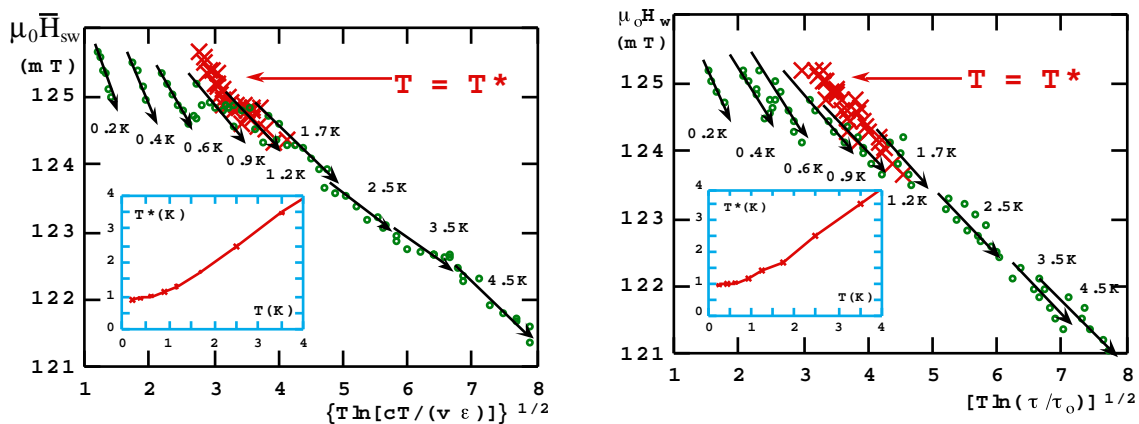 μ₀H̅sw
(mT)
125
124
123
122
121
1 2 3 4 5 6 7 8
{Tln[cT/(v ε)]} 1/2
T = T*
0.2K
0.4K
0.6K
0.9K
1.2K
1.7K
2.5K
3.5K
4.5K
T*(K)
4
3
2
1
0
0 1 2 3 4
T(K)
μ₀Hw
(mT)
125
124
123
122
121
1 2 3 4 5 6 7 8
[Tln(τ/τ₀)] 1/2
T = T*
0.2K
0.4K
0.6K
0.9K
1.2K
1.7K
2.5K
3.5K
4.5K
T*(K)
4
3
2
1
0
0 1 2 3 4
T(K)